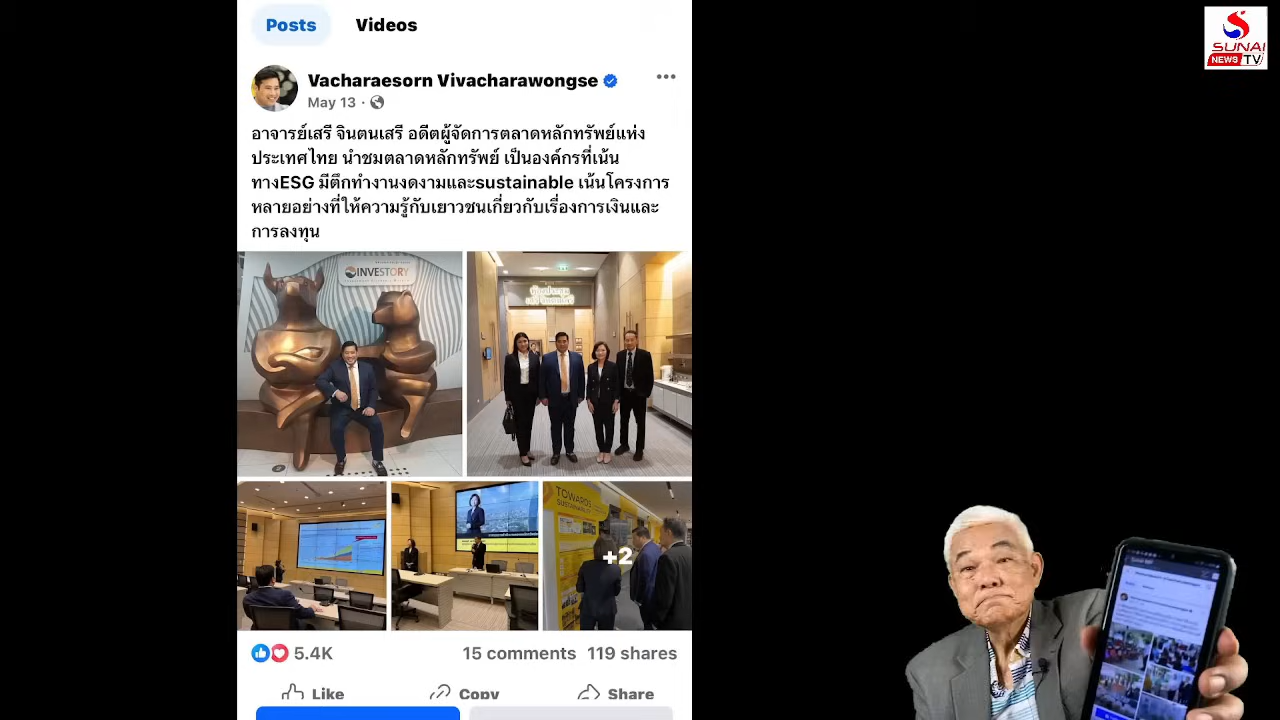 Posts Videos
SUNAI
NEWS TV
Vacharaesorn Vivacharawongse
May 13 ·
อาจารย์เสรี จินตนเสรี อดีตผู้จัดการตลาดหลักทรัพย์แห่ง
ประเทศไทย นำชมตลาดหลักทรัพย์ เป็นองค์กรที่เน้น
ทางESG มีตึกทำงานงดงามและsustainable เน้นโครงการ
หลายอย่างที่ให้ความรู้กับเยาวชนเกี่ยวกับเรื่องการเงินและ
การลงทุน
INVESTORY
TOWARDS
SUSTAINABILITY
+2
5.4K 15 comments 119 shares
Like Copy Share